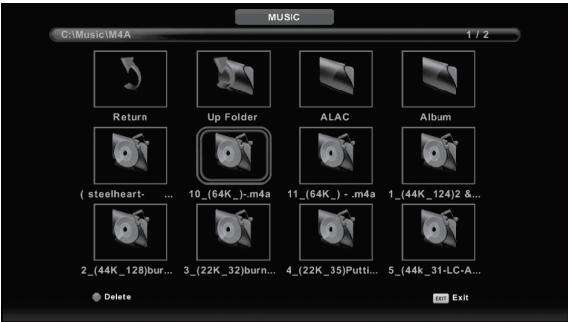 MUSIC
C:\Music\M4A 1 / 2
Return Up Folder ALAC Album
( steelheart- ... 10_(64K_)-.m4a 11_(64K_) - .m4a 1_(44K_124)2 &...
2_(44K_128)bur... 3_(22K_32)burn... 4_(22K_35)Putti... 5_(44k_31-LC-A...
Delete EXIT Exit